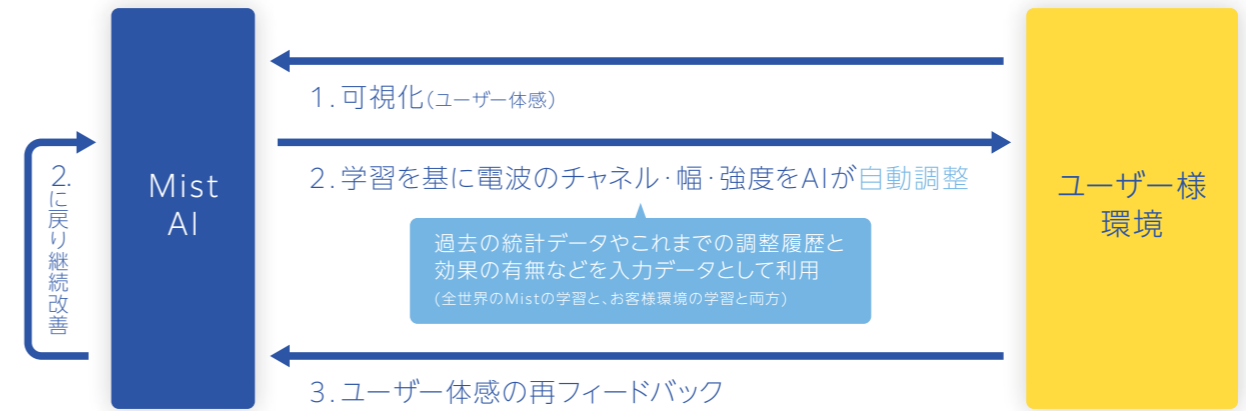 1.可視化(ユーザー体感)
2.に戻り継続改善
Mist
AI
2.学習を基に電波のチャネル・幅・強度をAIが自動調整
ユーザー様
環境
過去の統計データやこれまでの調整履歴と
効果の有無などを入力データとして利用
(全世界のMistの学習と、お客様環境の学習と両方)
3.ユーザー体感の再フィードバック